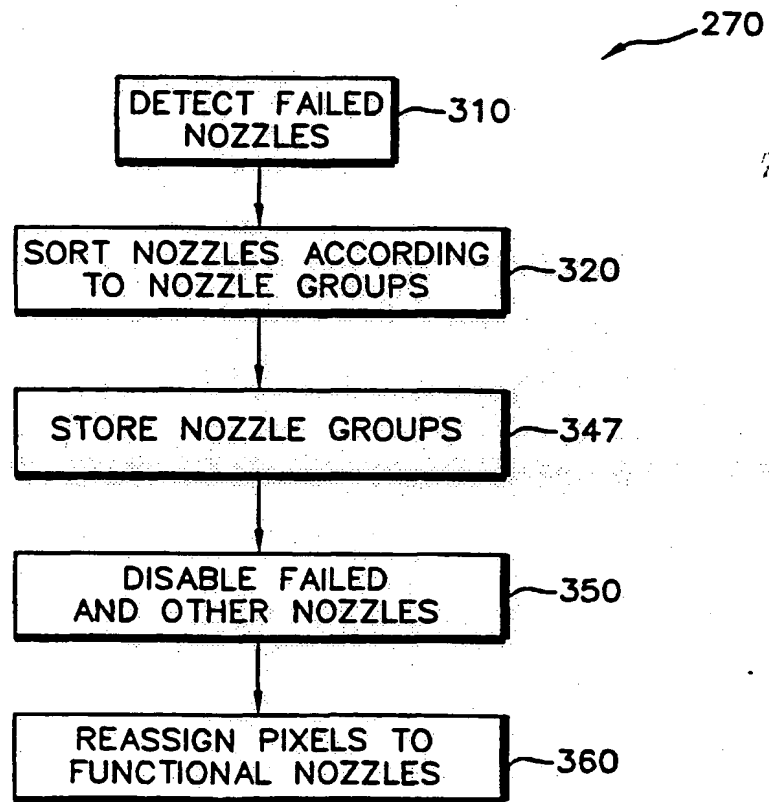 270
DETECT FAILED
NOZZLES
310
SORT NOZZLES ACCORDING
TO NOZZLE GROUPS
320
STORE NOZZLE GROUPS
347
DISABLE FAILED
AND OTHER NOZZLES
350
REASSIGN PIXELS TO
FUNCTIONAL NOZZLES
360